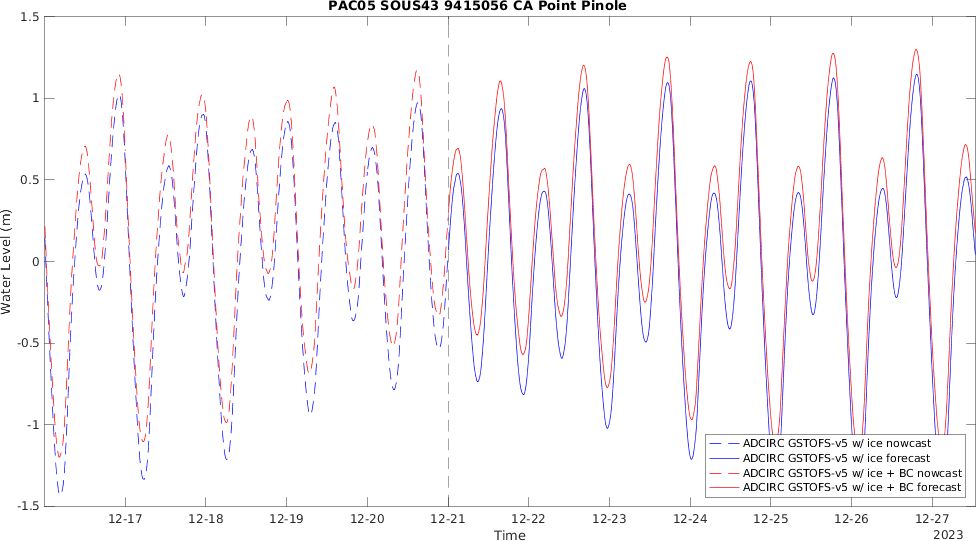 PAC05 SOUS43 9415056 CA Point Pinole
1.5
1
0.5
0
-0.5
-1
-1.5
Water Level (m)
ADCIRC GSTOFS-v5 w/ ice nowcast
ADCIRC GSTOFS-v5 w/ ice forecast
ADCIRC GSTOFS-v5 w/ ice + BC nowcast
ADCIRC GSTOFS-v5 w/ ice + BC forecast
12-17 12-18 12-19 12-20 12-21 12-22 12-23 12-24 12-25 12-26 12-27
Time
2023